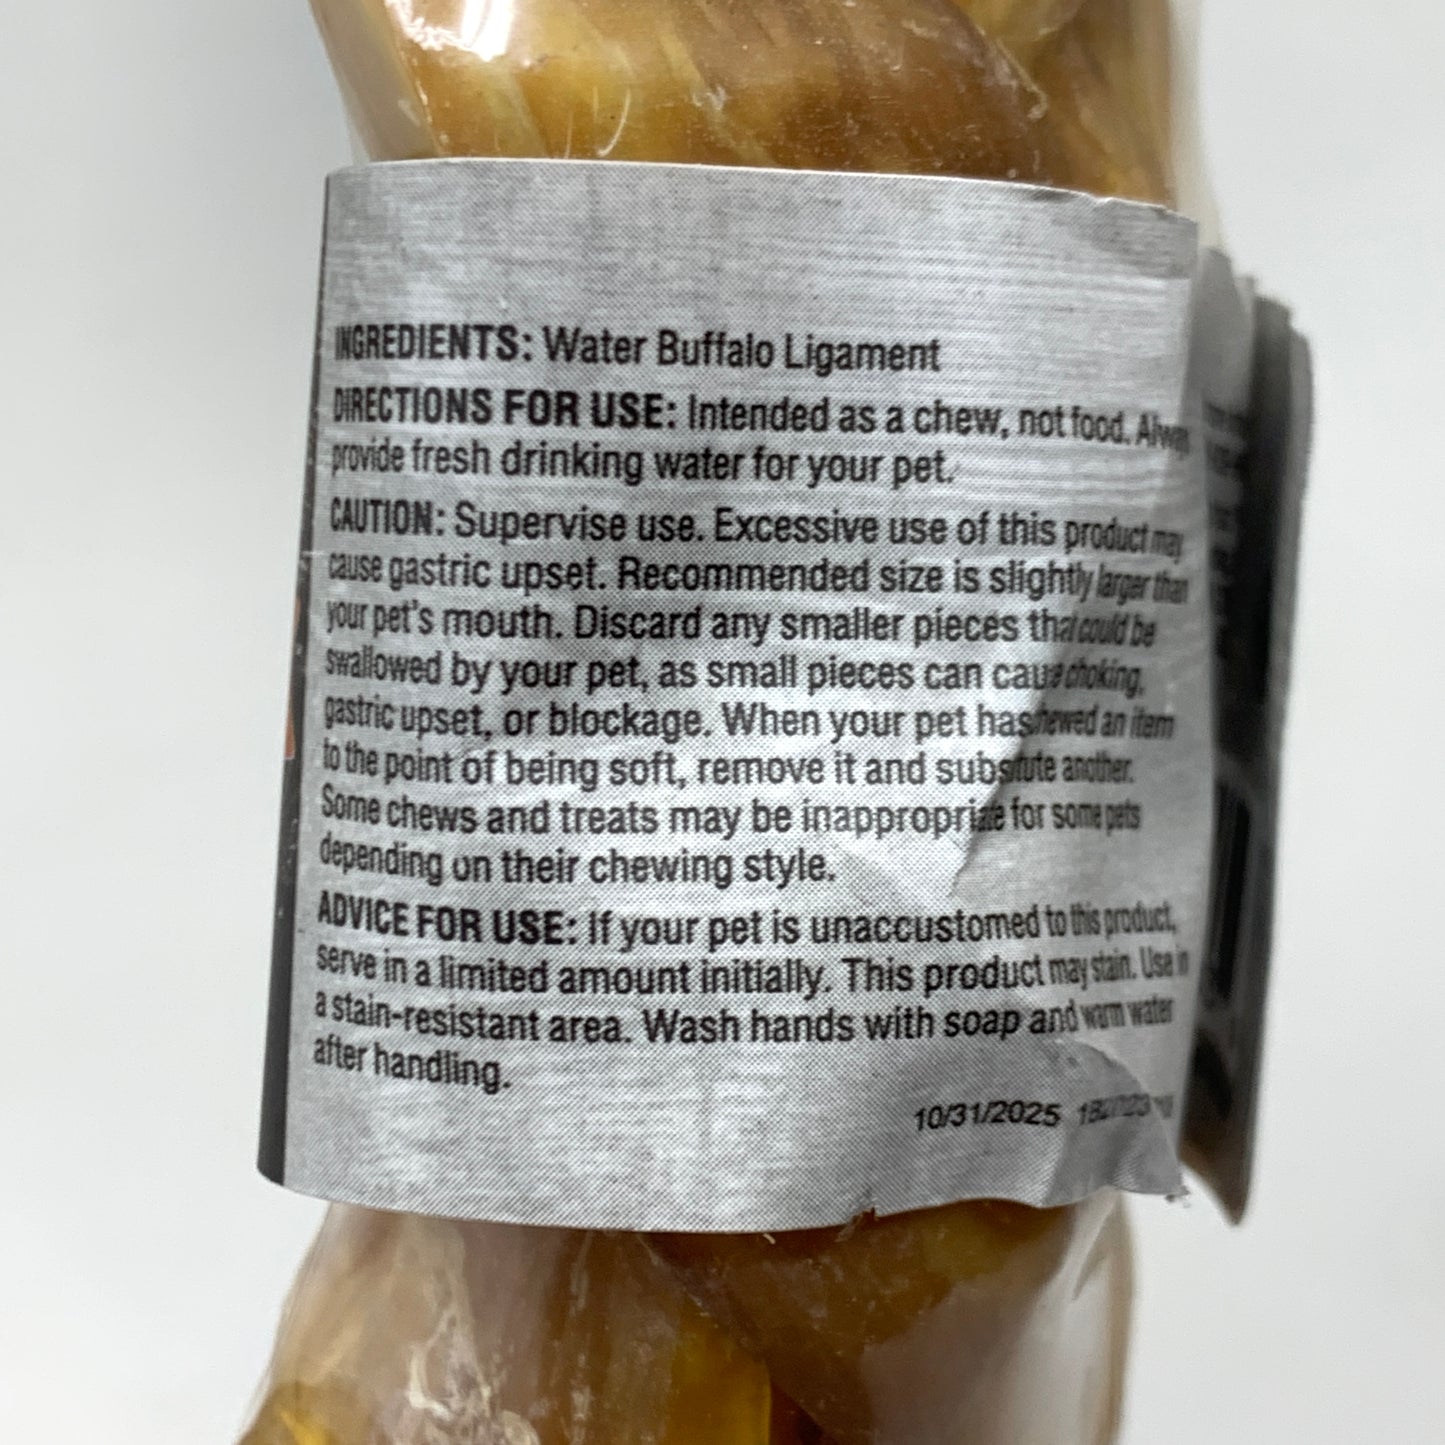 INGREDIENTS: Water Buffalo Ligament
DIRECTIONS FOR USE: Intended as a chew, not food. Always
provide fresh drinking water for your pet.
CAUTION: Supervise use. Excessive use of this product may
cause gastric upset. Recommended size is slightly larger than
your pet's mouth. Discard any smaller pieces that could be
swallowed by your pet, as small pieces can cause choking,
gastric upset, or blockage. When your pet has chewed an item
to the point of being soft, remove it and substitute another.
Some chews and treats may be inappropriate for some pets
depending on their chewing style.
ADVICE FOR USE: If your pet is unaccustomed to this product,
serve in a limited amount initially. This product may stain. Use in
a stain-resistant area. Wash hands with soap and warm water
after handling.
10/31/2025